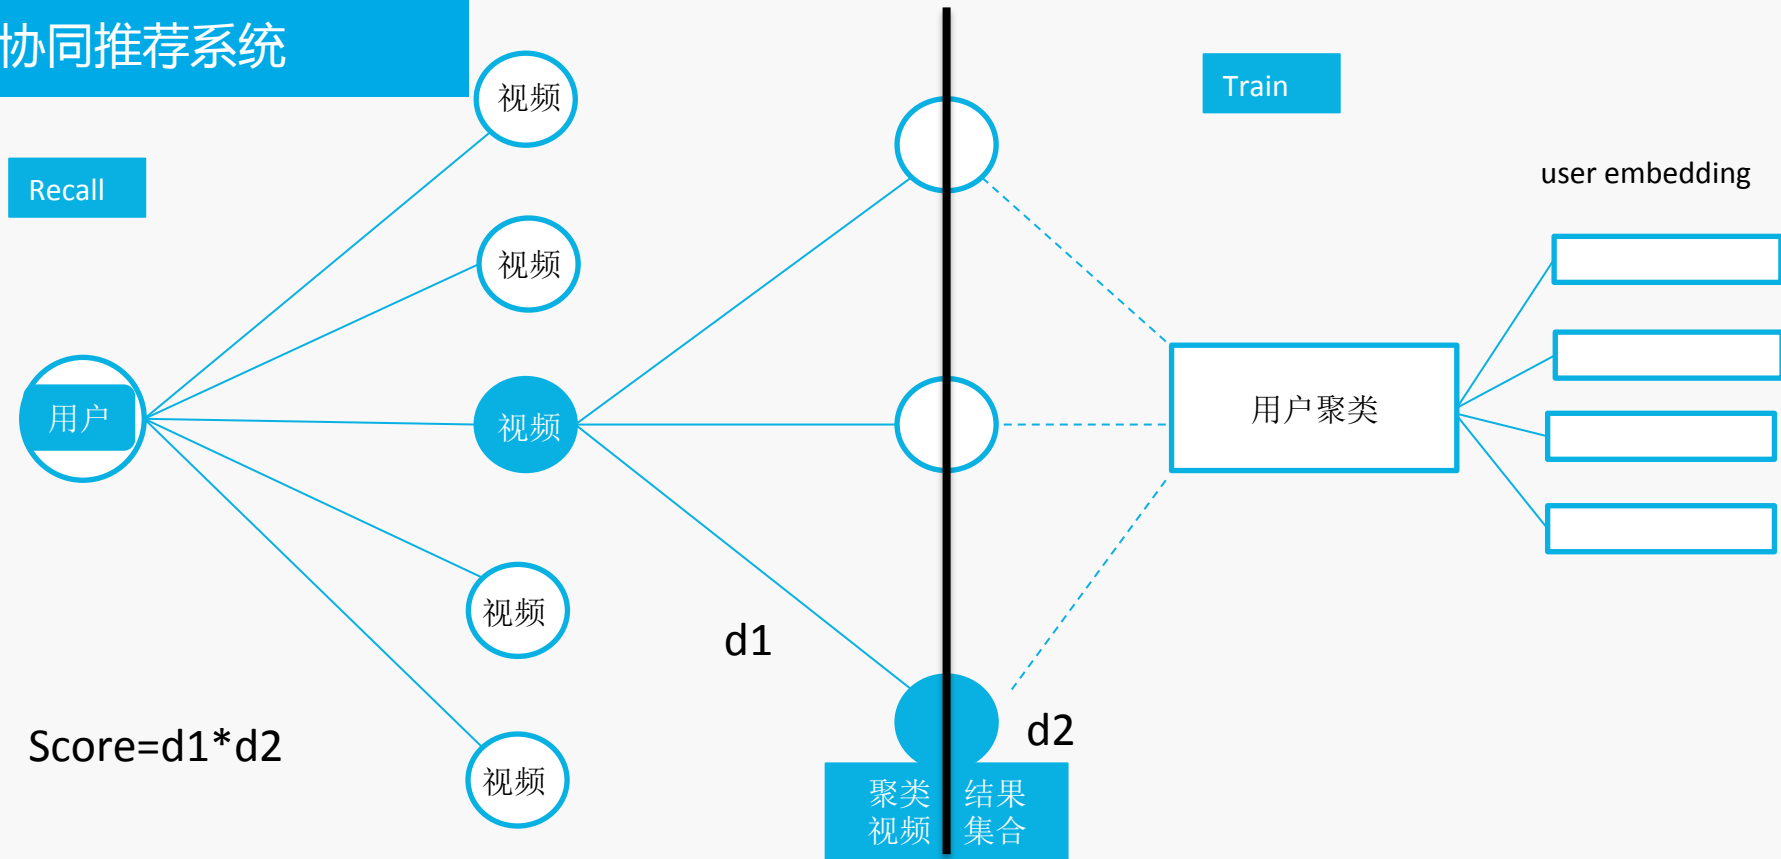 协同推荐系统
Recall
Train
user embedding
视频
视频
用户
视频
视频
视频
用户聚类
d1
d2
Score=d1*d2
聚类 结果
视频 集合